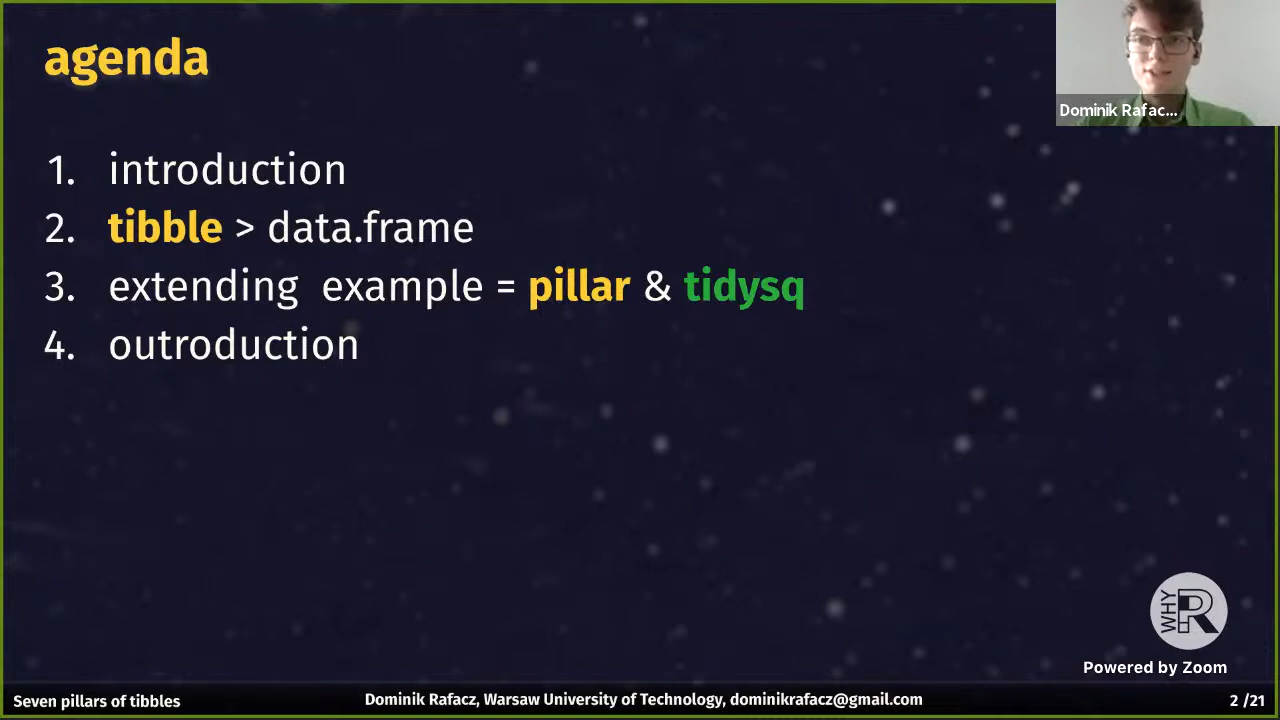 agenda
Dominik Rafac...
1. introduction
2. tibble > data.frame
3. extending example = pillar & tidysq
4. outroduction
WHY R
Powered by Zoom
Seven pillars of tibbles
Dominik Rafacz, Warsaw University of Technology, dominikrafacz@gmail.com
2 /21